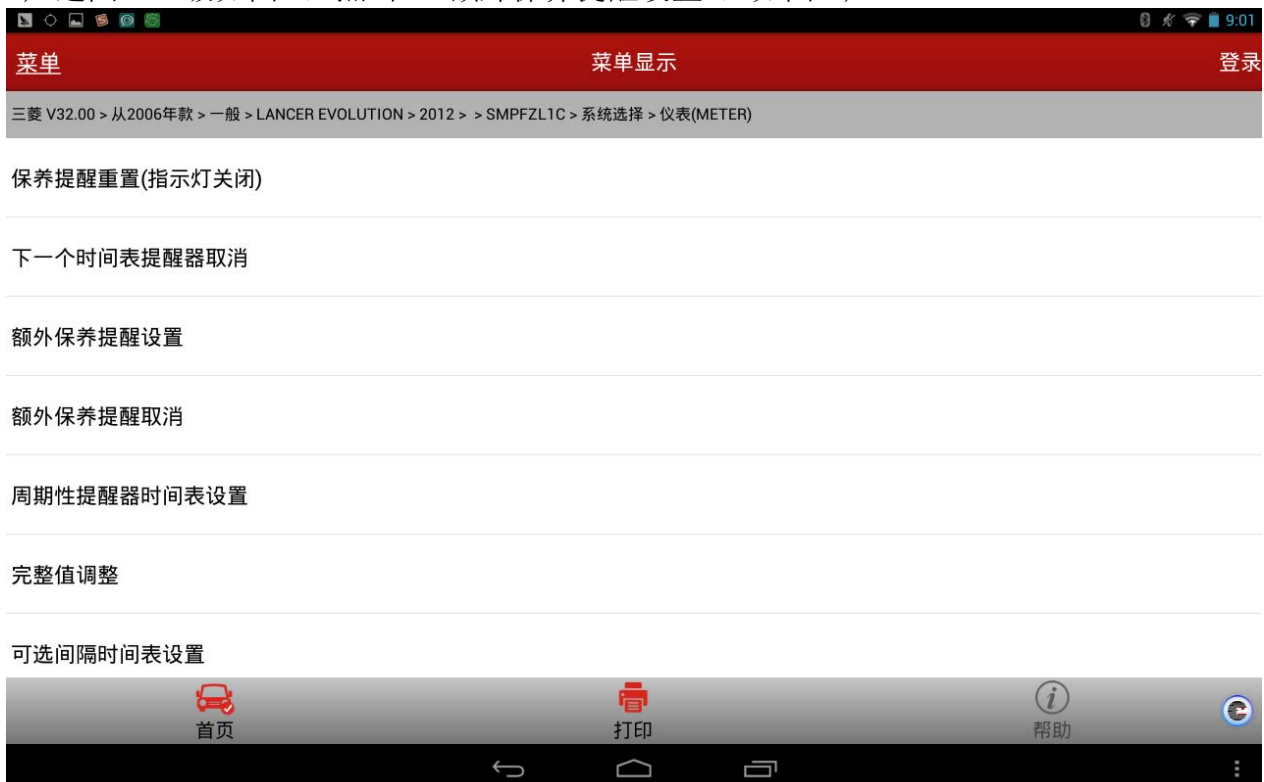 9:01
菜单
菜单显示
登录
三菱 V32.00 > 从2006年款 > 一般 > LANCER EVOLUTION > 2012 > > SMPFZL1C > 系统选择 > 仪表(METER)
保养提醒重置(指示灯关闭)
下一个时间表提醒器取消
额外保养提醒设置
额外保养提醒取消
周期性提醒器时间表设置
完整值调整
可选间隔时间表设置
首页
打印
帮助